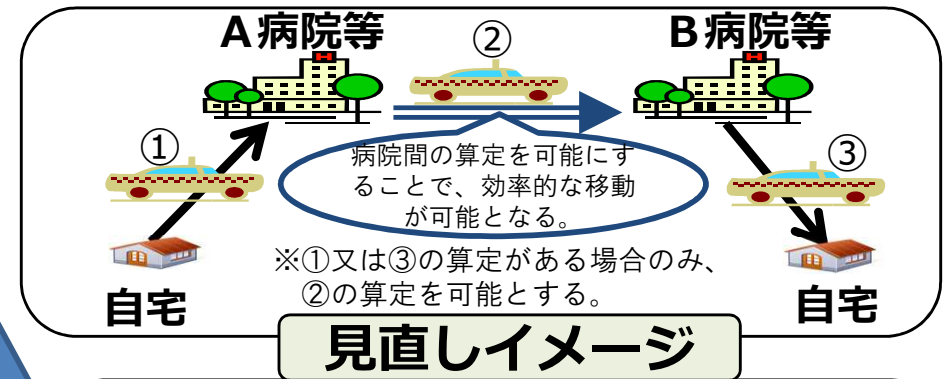 A病院等
②
B病院等
①
病院間の算定を可能にす
ることで、効率的な移動
が可能となる。
③
※①又は③の算定がある場合のみ、
②の算定を可能とする。
自宅
自宅
見直しイメージ